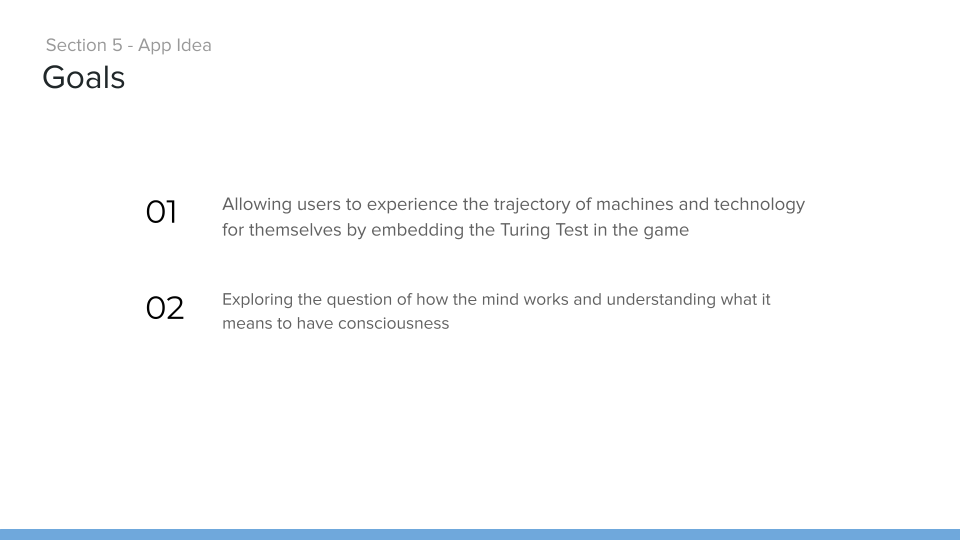 Section 5 - App Idea
Goals
01
Allowing users to experience the trajectory of machines and technology
for themselves by embedding the Turing Test in the game
02
Exploring the question of how the mind works and understanding what it
means to have consciousness